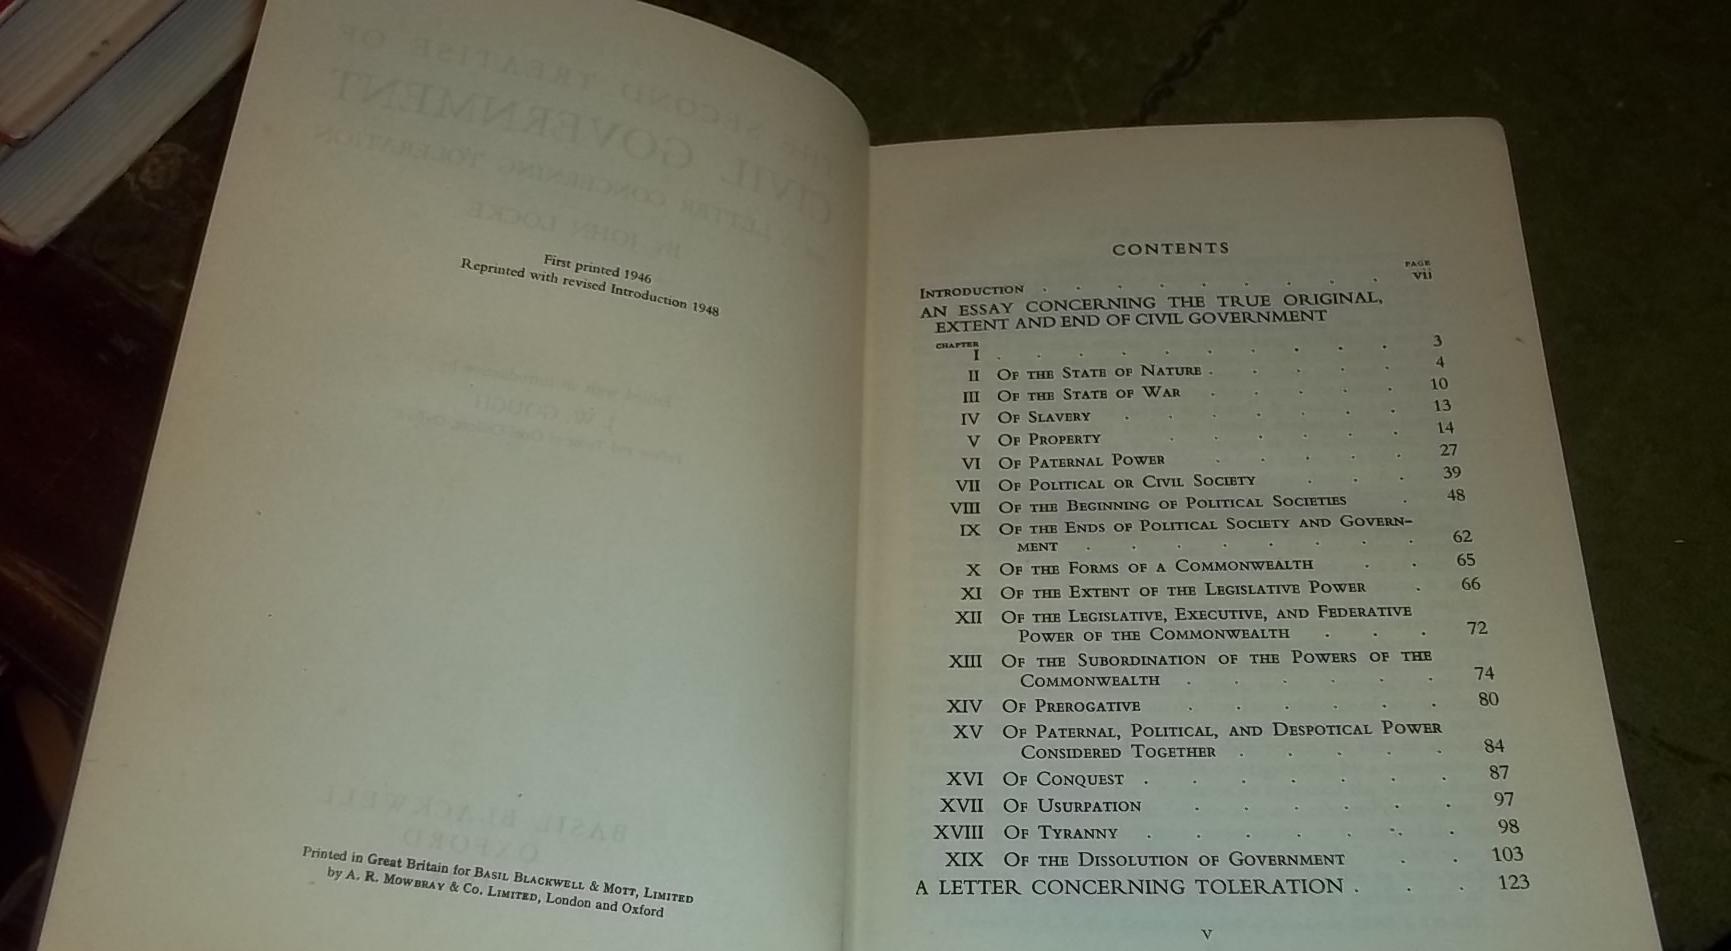 First printed 1946
Reprinted with revised Introduction 1948
Printed in Great Britain for BASIL BLACKWELL & MOTT, LIMITED
by A. R. MOWBRAY & CO. LIMITED, London and Oxford
CONTENTS
PAGE
INTRODUCTION . . . . . . . . . vii
AN ESSAY CONCERNING THE TRUE ORIGINAL,
EXTENT AND END OF CIVIL GOVERNMENT
CHAPTER
I . . . . . . . . . . 3
II OF THE STATE OF NATURE . . . . . 4
III OF THE STATE OF WAR . . . . . 10
IV OF SLAVERY . . . . . . . 13
V OF PROPERTY . . . . . . 14
VI OF PATERNAL POWER . . . . . 27
VII OF POLITICAL OR CIVIL SOCIETY . . . 39
VIII OF THE BEGINNING OF POLITICAL SOCIETIES . 48
IX OF THE ENDS OF POLITICAL SOCIETY AND GOVERN-
MENT . . . . . . . . 62
X OF THE FORMS OF A COMMONWEALTH . . 65
XI OF THE EXTENT OF THE LEGISLATIVE POWER . 66
XII OF THE LEGISLATIVE, EXECUTIVE, AND FEDERATIVE
POWER OF THE COMMONWEALTH . . . 72
XIII OF THE SUBORDINATION OF THE POWERS OF THE
COMMONWEALTH . . . . . . 74
XIV OF PREROGATIVE . . . . . . 80
XV OF PATERNAL, POLITICAL, AND DESPOTICAL POWER
CONSIDERED TOGETHER . . . . . 84
XVI OF CONQUEST . . . . . . . 87
XVII OF USURPATION . . . . . . 97
XVIII OF TYRANNY . . . . . . . 98
XIX OF THE DISSOLUTION OF GOVERNMENT . . 103
A LETTER CONCERNING TOLERATION . . . 123
v